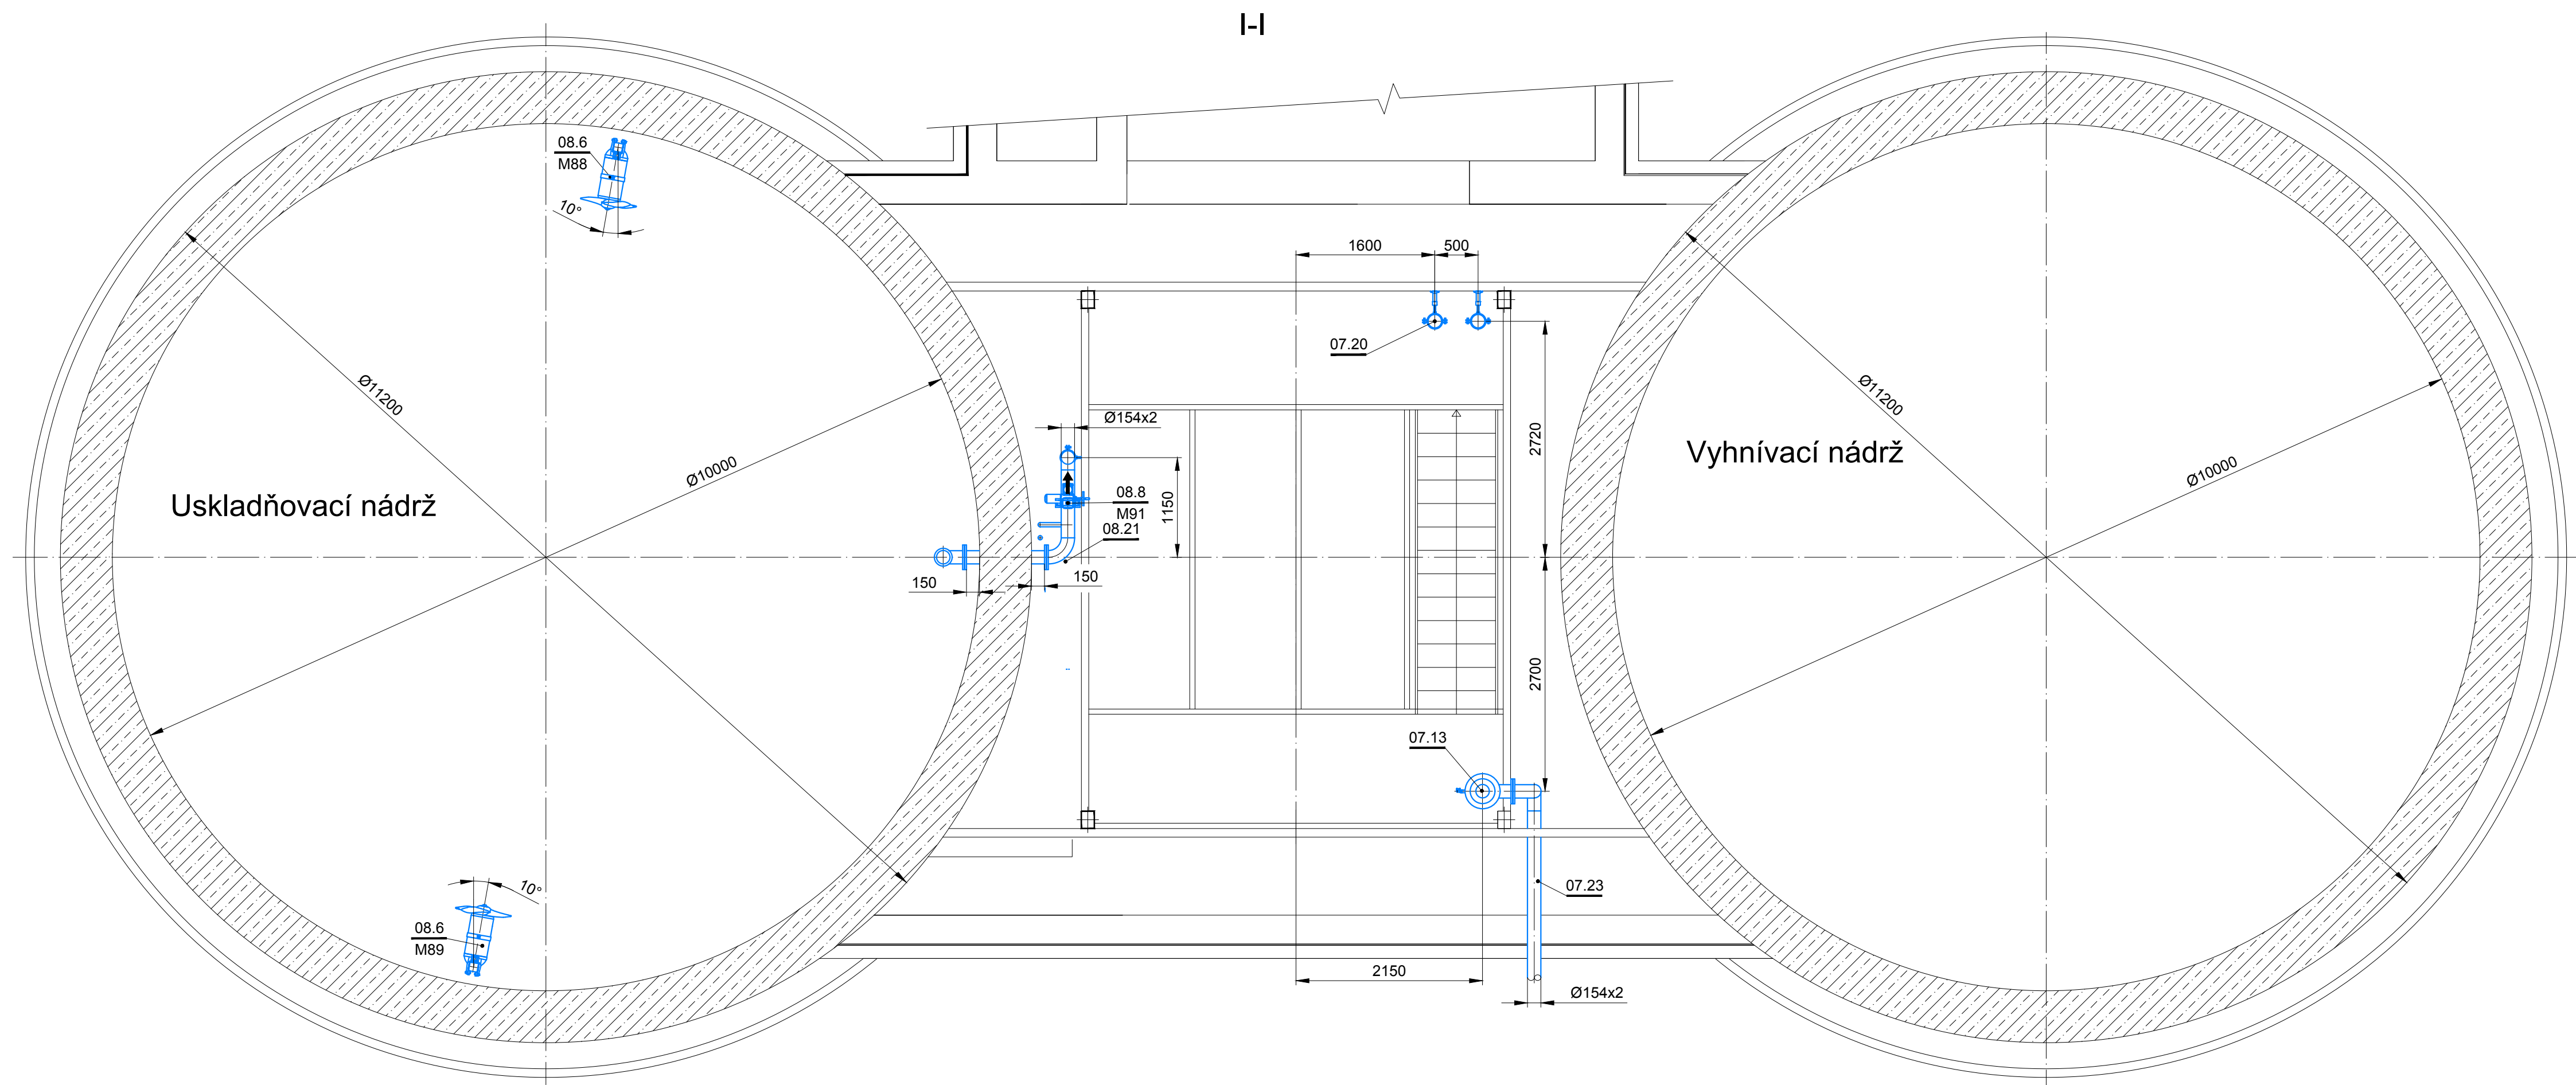 I-I
08.6
M88
10°
1600
500
07.20
Ø11200
Ø11200
Ø154x2
2720
Vyhnívací nádrž
Ø10000
Ø10000
Uskladňovací nádrž
08.8
M91
08.21
1150
150
150
2700
07.13
10°
07.23
08.6
M89
2150
Ø154x2